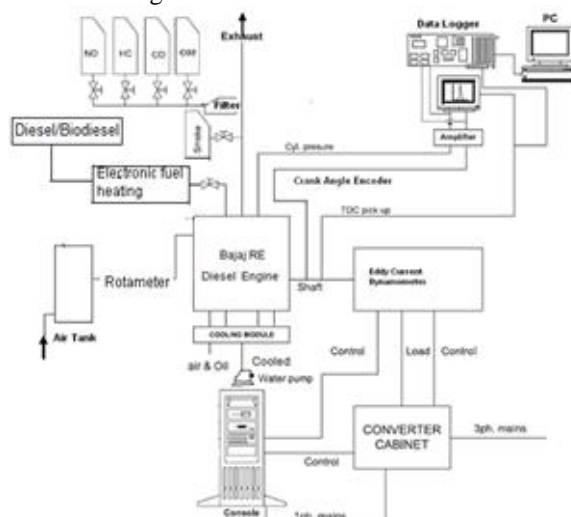 Exhaust
Data Logger
PC
NO
HC
CO
CO2
Filter
Smoke
Diesel/Biodiesel
Amplifier
Cyl. pressure
Electronic fuel
heating
Crank Angle Encoder
TDC pick up
Bajaj RE
Diesel Engine
Rotameter
Shaft
Eddy Current
Dynamometer
Air Tank
COOLING MODULE
air & Oil
Cooled
Water pump
Control
Load
Control
CONVERTER
CABINET
3ph, mains
Control
Console
1ph, mains